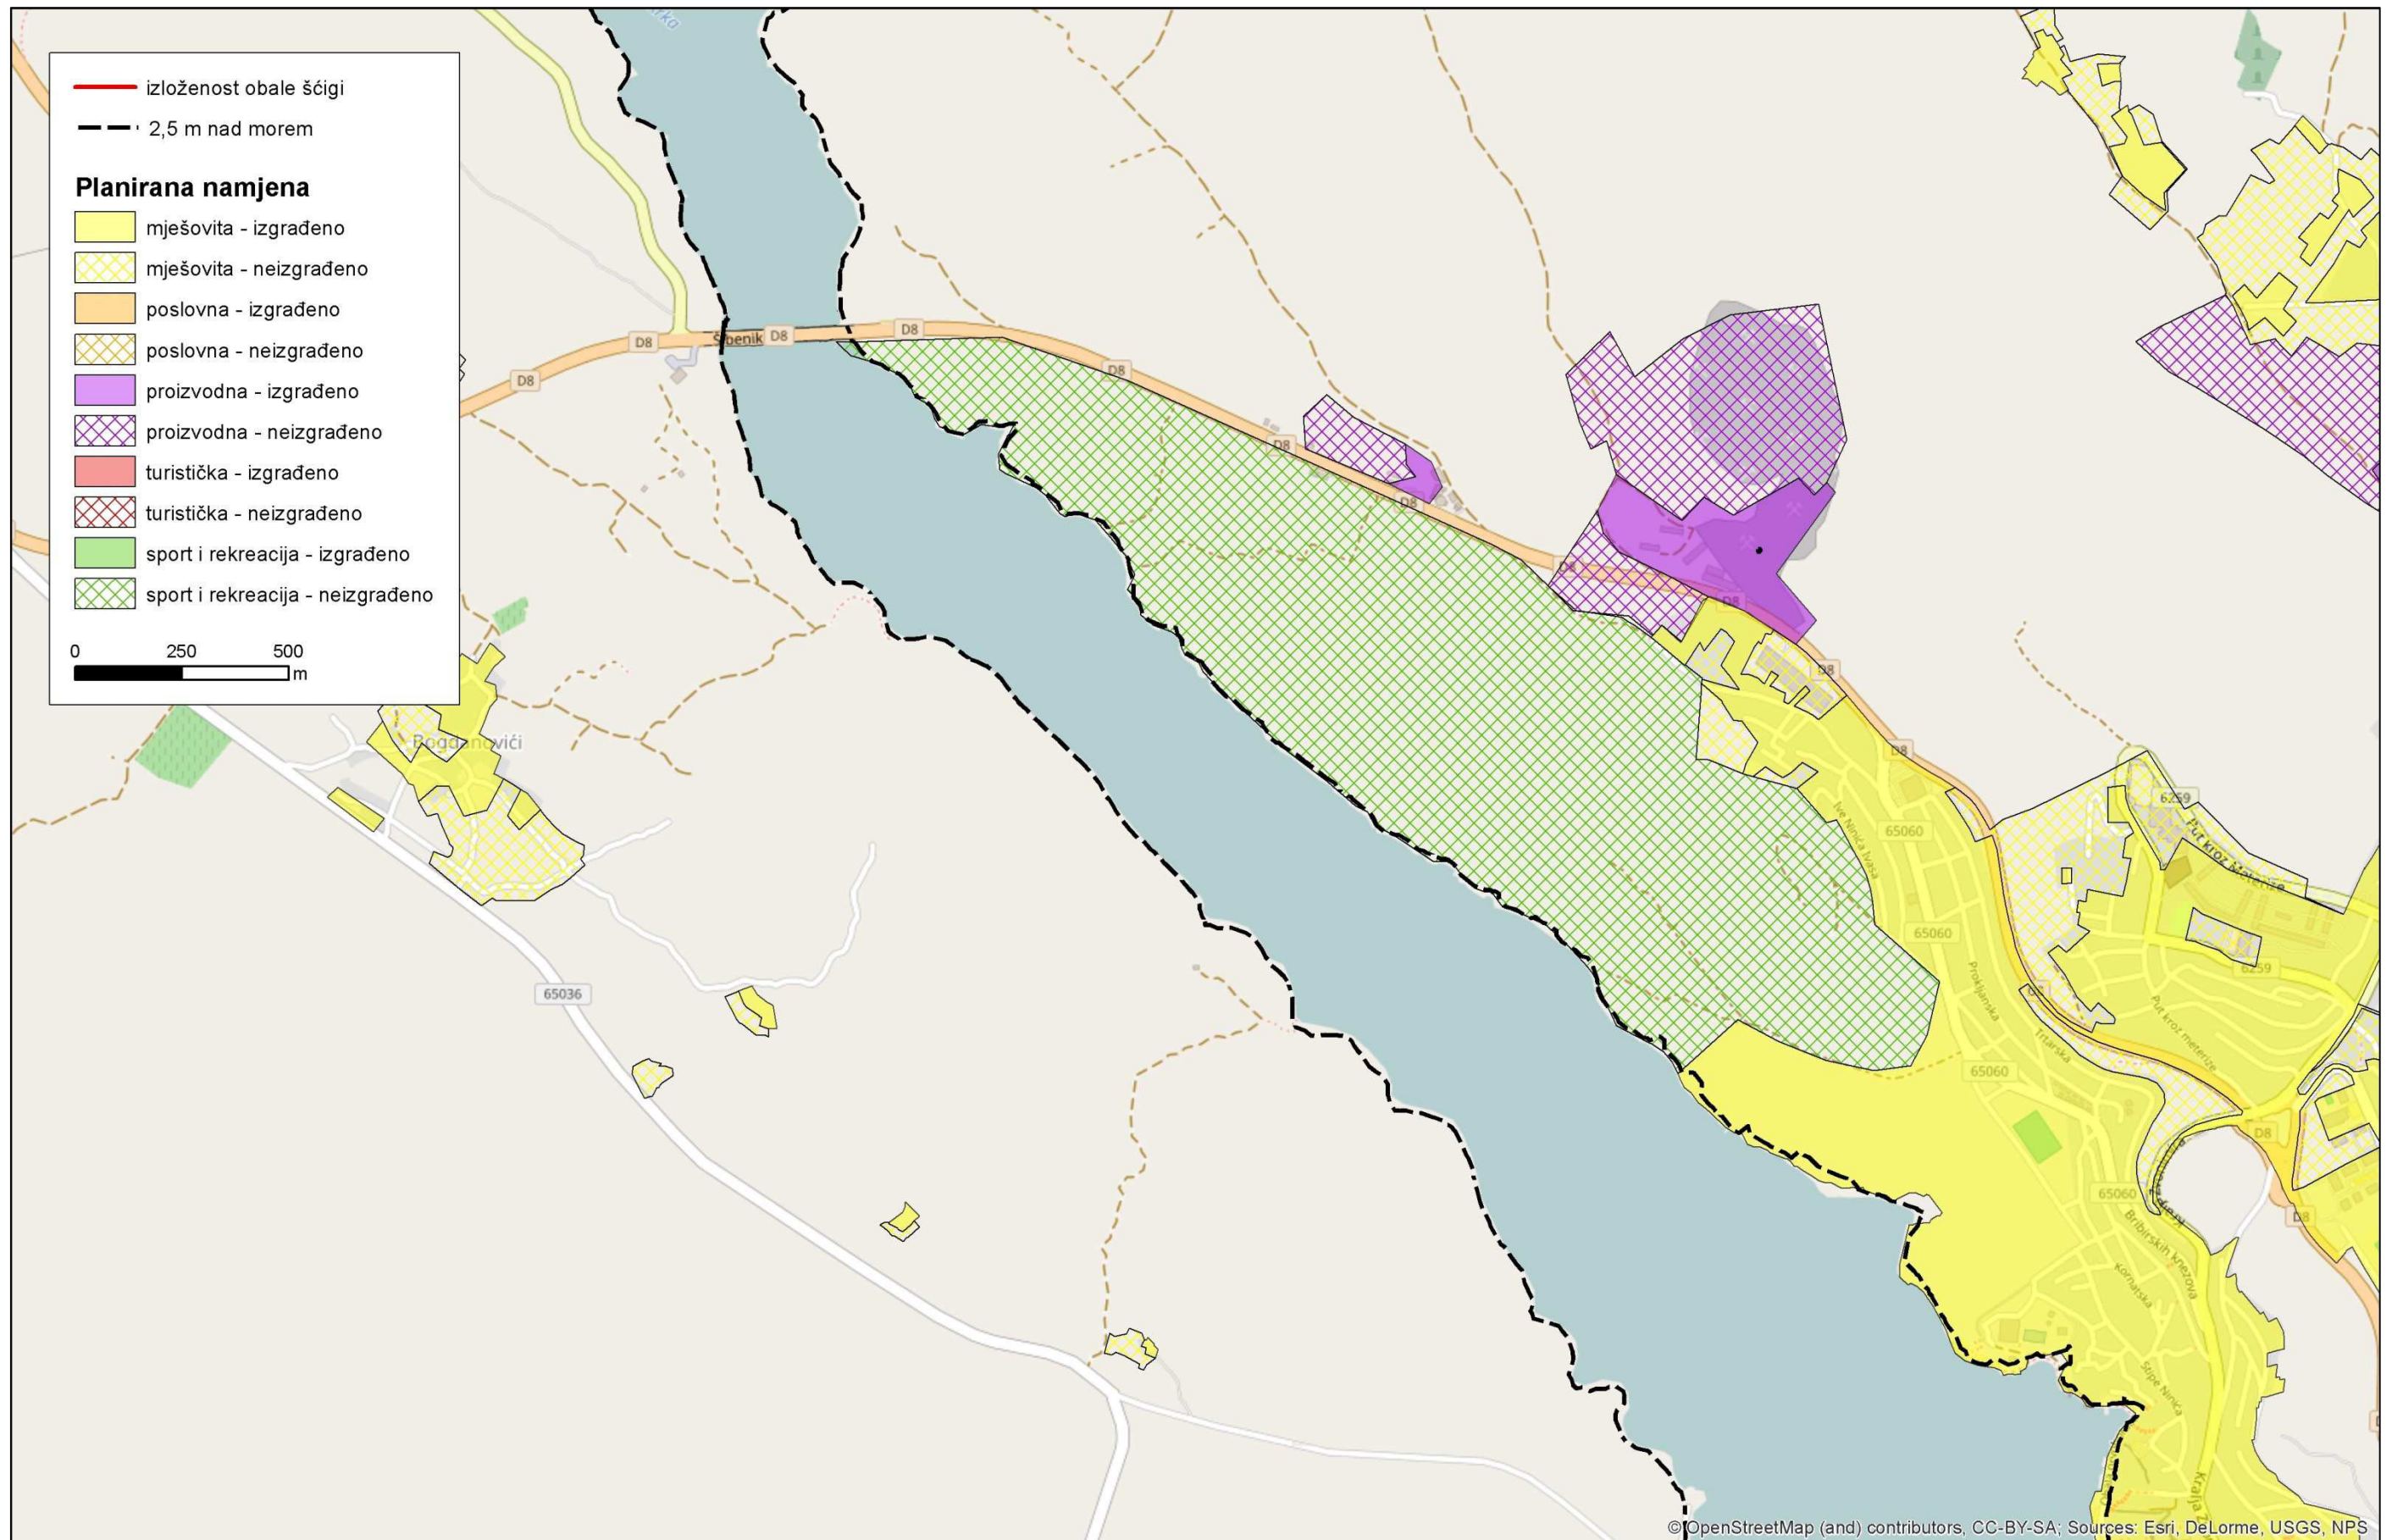 izloženost obale šćigi
2,5 m nad morem
Planirana namjena
mješovita - izgrađeno
mješovita - neizgrađeno
poslovna - izgrađeno
poslovna - neizgrađeno
proizvodna - izgrađeno
proizvodna - neizgrađeno
turistička - izgrađeno
turistička - neizgrađeno
sport i rekreacija - izgrađeno
sport i rekreacija - neizgrađeno
0 250 500
m
D8
D8
Šibenik D8
D8
D8
D8
D8
D8
D8
D8
D8
Bogdanovići
65036
6259
Put kroz Meterize
65060
Ive Ninića Ivasa
65060
Prokljanska
6259
D8
Put kroz meterize
Trtarska
65060
D8
65060
D8
Bribirskih knezova
Kornatska
Stipe Ninića
Kralja
© OpenStreetMap (and) contributors, CC-BY-SA; Sources: Esri, DeLorme, USGS, NPS